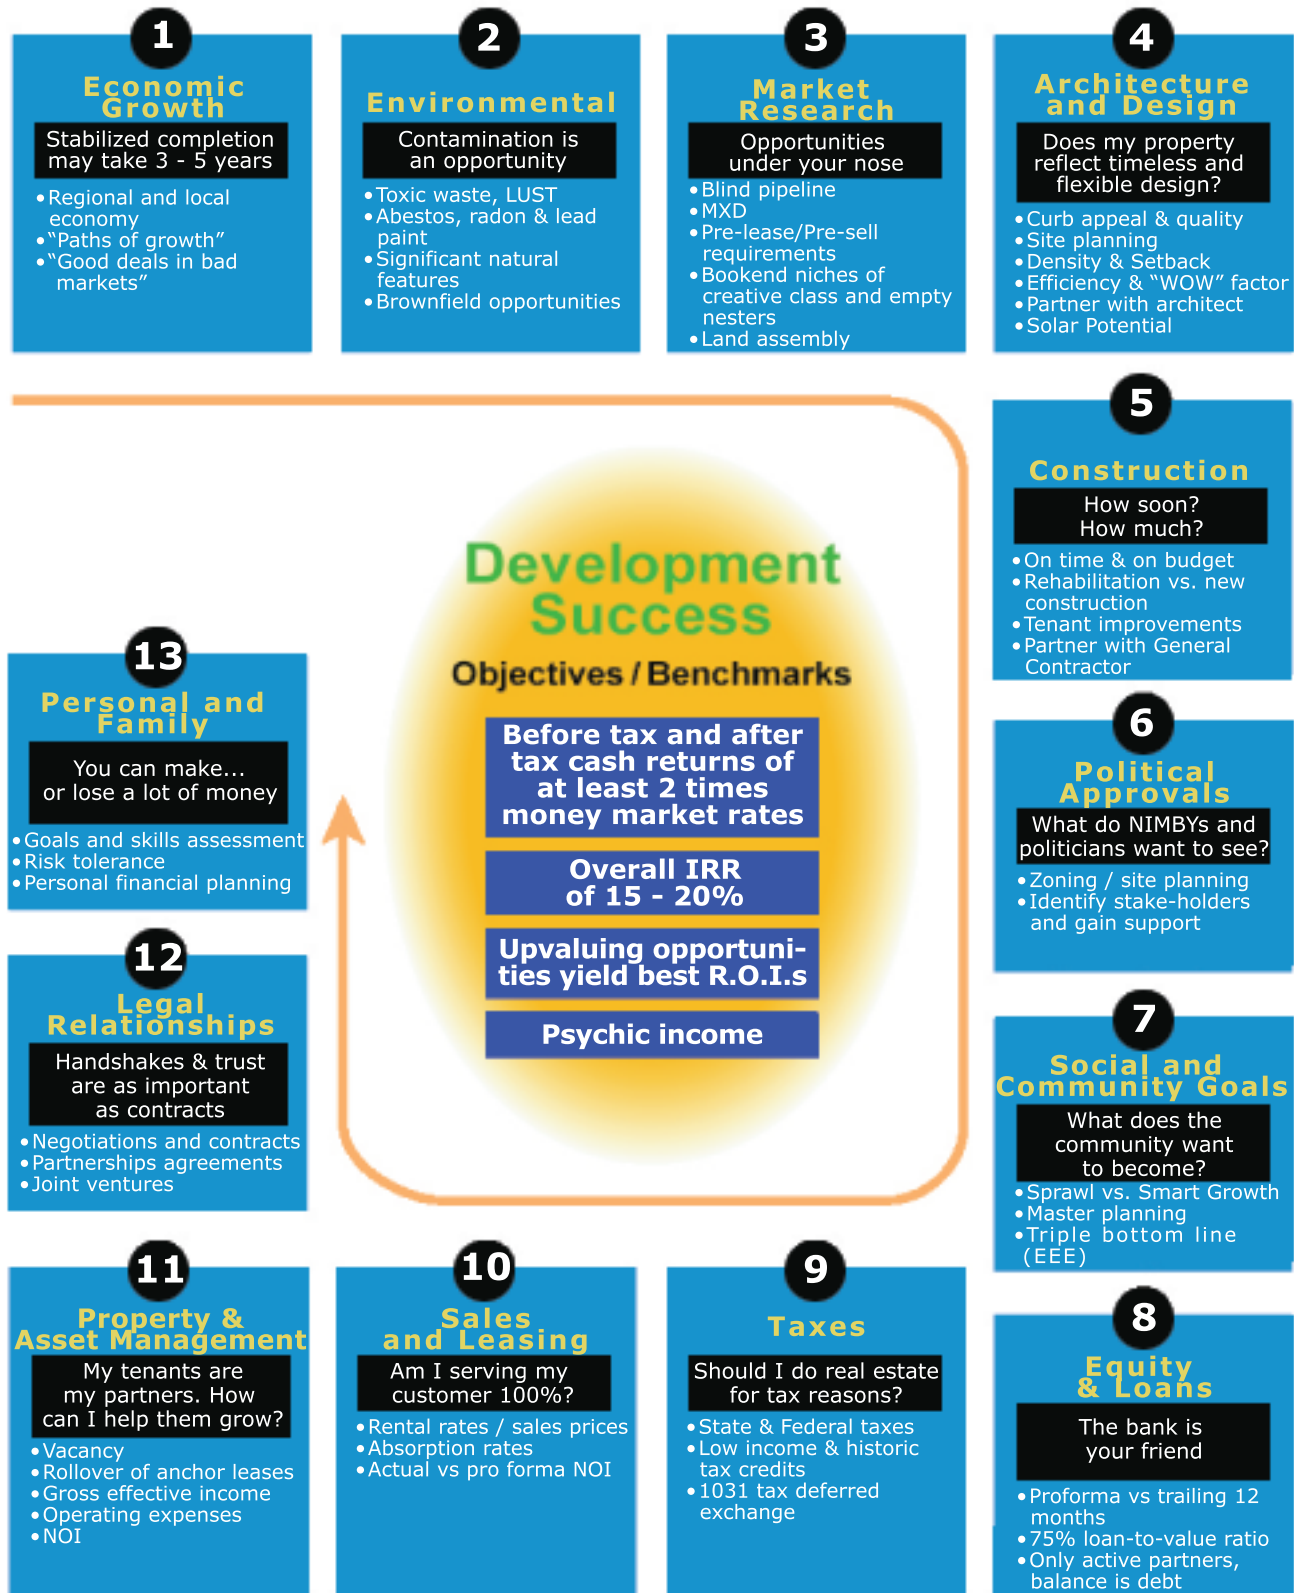 1
Economic
Growth
Stabilized completion
may take 3 - 5 years
•Regional and local
economy
•“Paths of growth”
•“Good deals in bad
markets”
2
Environmental
Contamination is
an opportunity
•Toxic waste, LUST
•Abestos, radon & lead
paint
•Significant natural
features
•Brownfield opportunities
3
Market
Research
Opportunities
under your nose
•Blind pipeline
•MXD
•Pre-lease/Pre-sell
requirements
•Bookend niches of
creative class and empty
nesters
•Land assembly
4
Architecture
and Design
Does my property
reflect timeless and
flexible design?
•Curb appeal & quality
•Site planning
•Density & Setback
•Efficiency & “WOW” factor
•Partner with architect
•Solar Potential
5
Construction
How soon?
How much?
•On time & on budget
•Rehabilitation vs. new
construction
•Tenant improvements
•Partner with General
Contractor
6
Political
Approvals
What do NIMBYs and
politicians want to see?
•Zoning / site planning
•Identify stake-holders
and gain support
7
Social and
Community Goals
What does the
community want
to become?
•Sprawl vs. Smart Growth
•Master planning
•Triple bottom line
(EEE)
8
Equity
& Loans
The bank is
your friend
•Proforma vs trailing 12
months
•75% loan-to-value ratio
•Only active partners,
balance is debt
9
Taxes
Should I do real estate
for tax reasons?
•State & Federal taxes
•Low income & historic
tax credits
•1031 tax deferred
exchange
10
Sales
and Leasing
Am I serving my
customer 100%?
•Rental rates / sales prices
•Absorption rates
•Actual vs pro forma NOI
11
Property &
Asset Management
My tenants are
my partners. How
can I help them grow?
•Vacancy
•Rollover of anchor leases
•Gross effective income
•Operating expenses
•NOI
12
Legal
Relationships
Handshakes & trust
are as important
as contracts
•Negotiations and contracts
•Partnerships agreements
•Joint ventures
13
Personal and
Family
You can make...
or lose a lot of money
•Goals and skills assessment
•Risk tolerance
•Personal financial planning
Development
Success
Objectives / Benchmarks
Before tax and after
tax cash returns of
at least 2 times
money market rates
Overall IRR
of 15 - 20%
Upvaluing opportuni-
ties yield best R.O.I.s
Psychic income